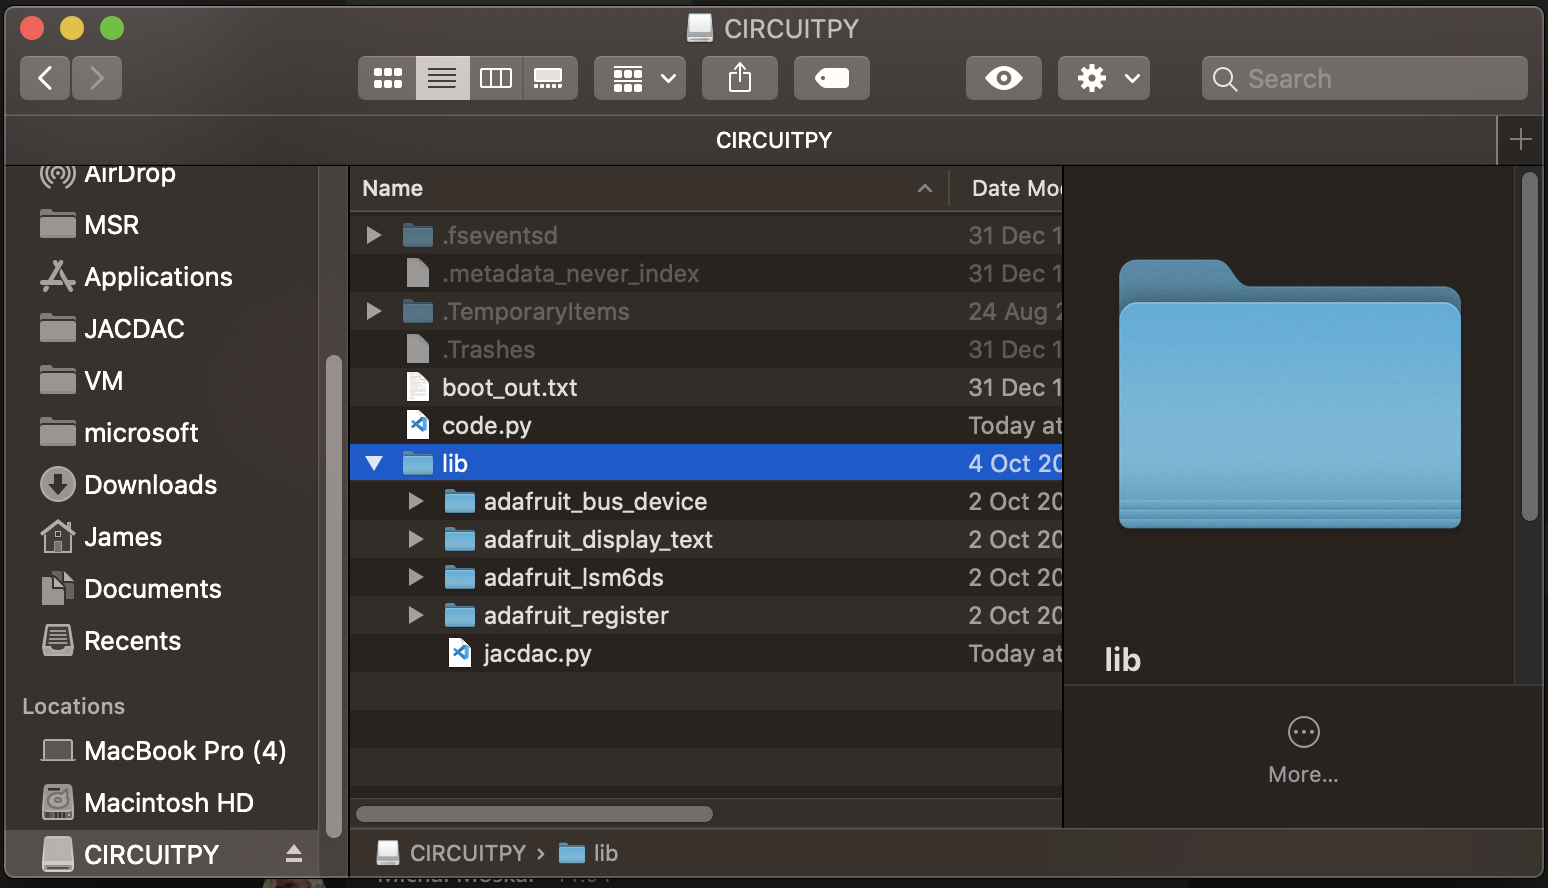 CIRCUITPY
Search
CIRCUITPY
AirDrop
MSR
Applications
JACDAC
VM
microsoft
Downloads
James
Documents
Recents
Locations
MacBook Pro (4)
Macintosh HD
CIRCUITPY
Name Date Mo
.fseventsd 31 Dec 1
.metadata_never_index 31 Dec 1
.TemporaryItems 24 Aug 2
.Trashes 31 Dec 1
boot_out.txt 31 Dec 1
code.py Today at
lib 4 Oct 20
adafruit_bus_device 2 Oct 20
adafruit_display_text 2 Oct 20
adafruit_lsm6ds 2 Oct 20
adafruit_register 2 Oct 20
jacdac.py Today at
lib
More...
CIRCUITPY › lib